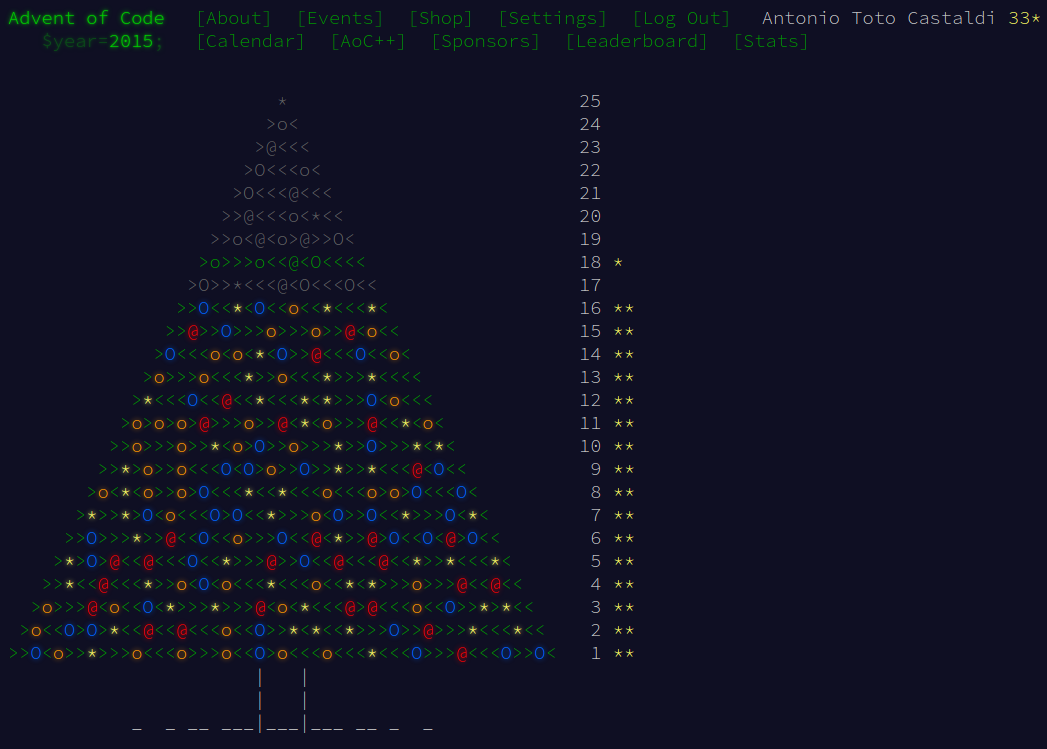 Advent of Code [About] [Events] [Shop] [Settings] [Log Out] Antonio Toto Castaldi 33*
$year=2015; [Calendar] [AoC++] [Sponsors] [Leaderboard] [Stats]
* 25
>o< 24
>@<<< 23
>O<<<o< 22
>O<<<@<<< 21
>>@<<<o<*<< 20
>>o<@<o>@>>O< 19
>o>>>o<<@<O<<<< 18 *
>O>>*<<<@<O<<<O<< 17
>>O<<*<O<<o<<*<<<*< 16 **
>>@>>O>>>o>>>o>>@<o<< 15 **
>O<<<o<o<*<O>>@<<<O<<o< 14 **
>o>>>o<<<*>>o<<<*>>>*<<<< 13 **
>*<<<O<<@<<*<<<*<*>>>O<o<<< 12 **
>o>o>o>@>>>o>>@<*<o>>>@<<*<o< 11 **
>>o>>>o>>*<o>O>>o>>>*>>O>>>*<*< 10 **
>>*>o>>o<<<O<O>o>>O>>*>>*<<<@<O<< 9 **
>o<*<o>>o>O<<<*<<*<<<o<<<o>o>O<<<O< 8 **
>*>>*>O<o<<<O>O<<*>>>o<O>>O<<*>>>O<*< 7 **
>>O>>>*>>@<<O<<o>>>O<@>*>>@>O<<O<@>O<< 6 **
>*>O>@<<@<<<O<<*>>>@>>O<<@<<<@<<*>>*<<<*< 5 **
>>*<<@<<<*>>o<O<o<<<*<<<o<<*<*<<<o>>>@<<@<< 4 **
>o>>>@<o<<O<*>>>*>>>@<o<*<<<@<@<<<o<<O>>*>*<< 3 **
>o<<O>O>*<<@<<@<<<o<<O>>*<*<<*>>>O>>@>>>*<<<*<< 2 **
>>O<o>>*>>>o<<<o>>>o<<O>o<<<o<<<*<<<O>>>@<<<O>>O< 1 **
| |
| |
_ _ __ ___|___|___ __ _ _